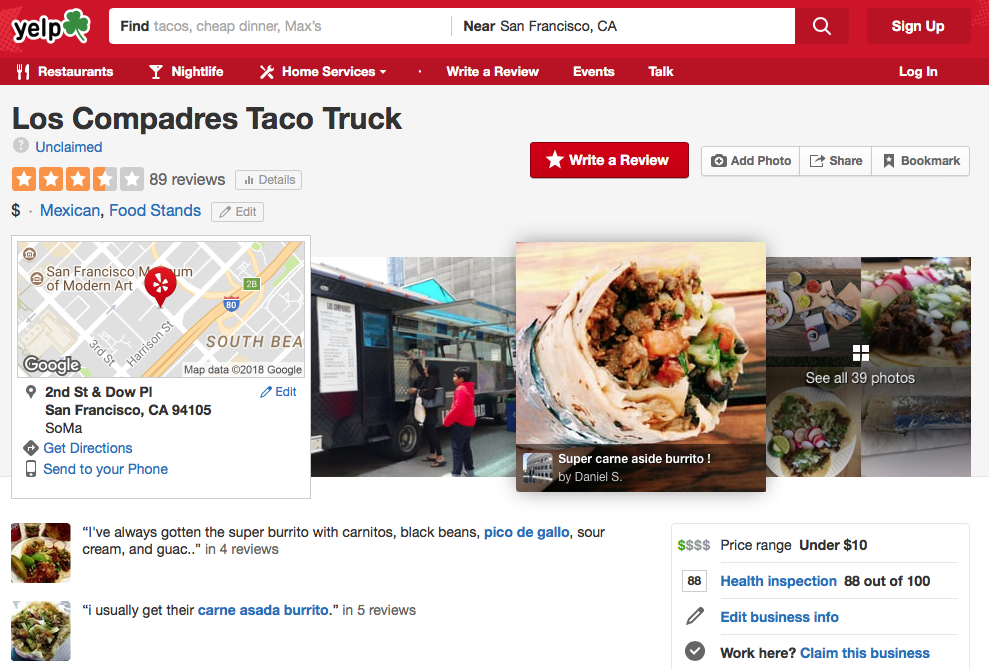 yelp
Find tacos, cheap dinner, Max's
Near San Francisco, CA
Sign Up
Restaurants
Nightlife
Home Services
·
Write a Review
Events
Talk
Log In
Los Compadres Taco Truck
? Unclaimed
89 reviews
Details
$ · Mexican, Food Stands
Edit
Write a Review
Add Photo
Share
Bookmark
San Francisco Museum
of Modern Art
28
80
3rd St
Harrison St
SOUTH BEA
Google
Map data ©2018 Google
2nd St & Dow Pl
Edit
San Francisco, CA 94105
SoMa
Get Directions
Send to your Phone
Super carne aside burrito !
by Daniel S.
See all 39 photos
“I've always gotten the super burrito with carnitos, black beans, pico de gallo, sour
cream, and guac..” in 4 reviews
“i usually get their carne asada burrito.” in 5 reviews
$$$$ Price range Under $10
88 Health inspection 88 out of 100
Edit business info
Work here? Claim this business